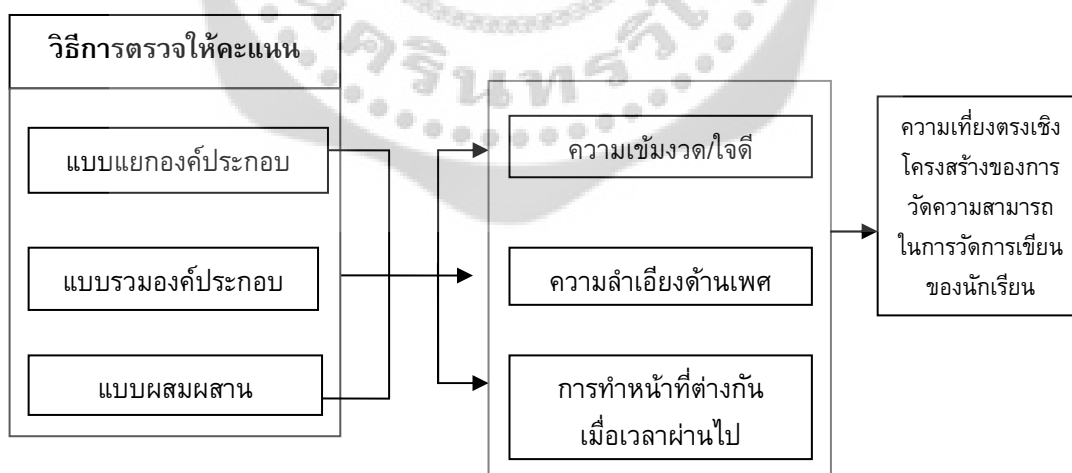 วิธีการตรวจให้คะแนน
แบบแยกองค์ประกอบ
แบบรวมองค์ประกอบ
แบบผสมผสาน
ความเข้มงวด/ใจดี
ความลำเอียงด้านเพศ
การทำหน้าที่ต่างกัน
เมื่อเวลาผ่านไป
ความเที่ยงตรงเชิง
โครงสร้างของการ
วัดความสามารถ
ในการวัดการเขียน
ของนักเรียน